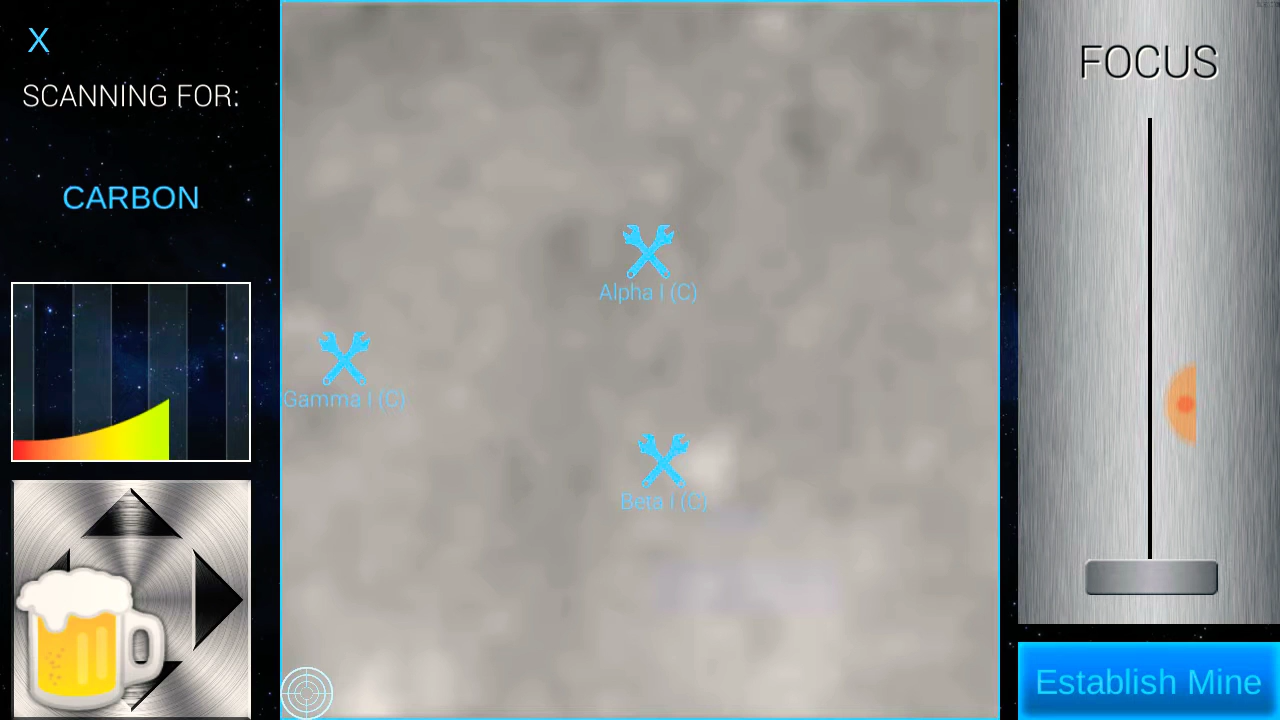 X
SCANNING FOR:
CARBON
Alpha I (C)
Gamma I (C)
Beta I (C)
FOCUS
Establish Mine